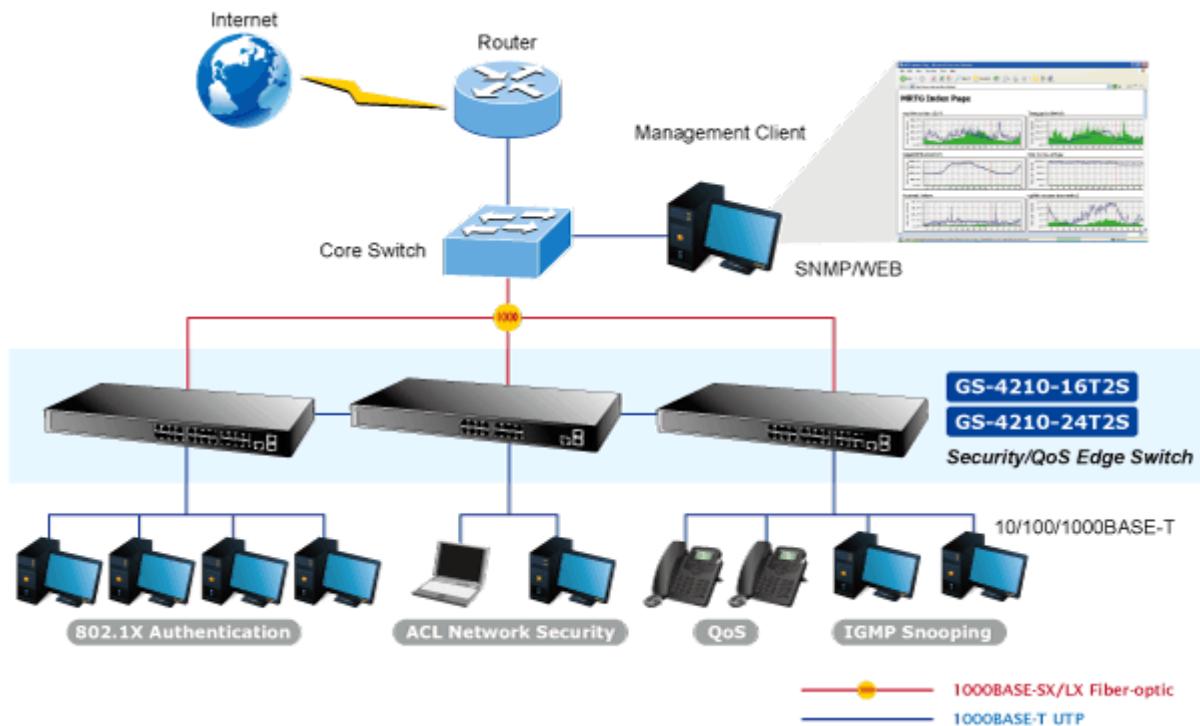 Internet
Router
Management Client
MRTG Index Page
Core Switch
SNMP/WEB
1000
GS-4210-16T2S
GS-4210-24T2S
Security/QoS Edge Switch
10/100/1000BASE-T
802.1X Authentication
ACL Network Security
QoS
IGMP Snooping
1000BASE-SX/LX Fiber-optic
1000BASE-T UTP